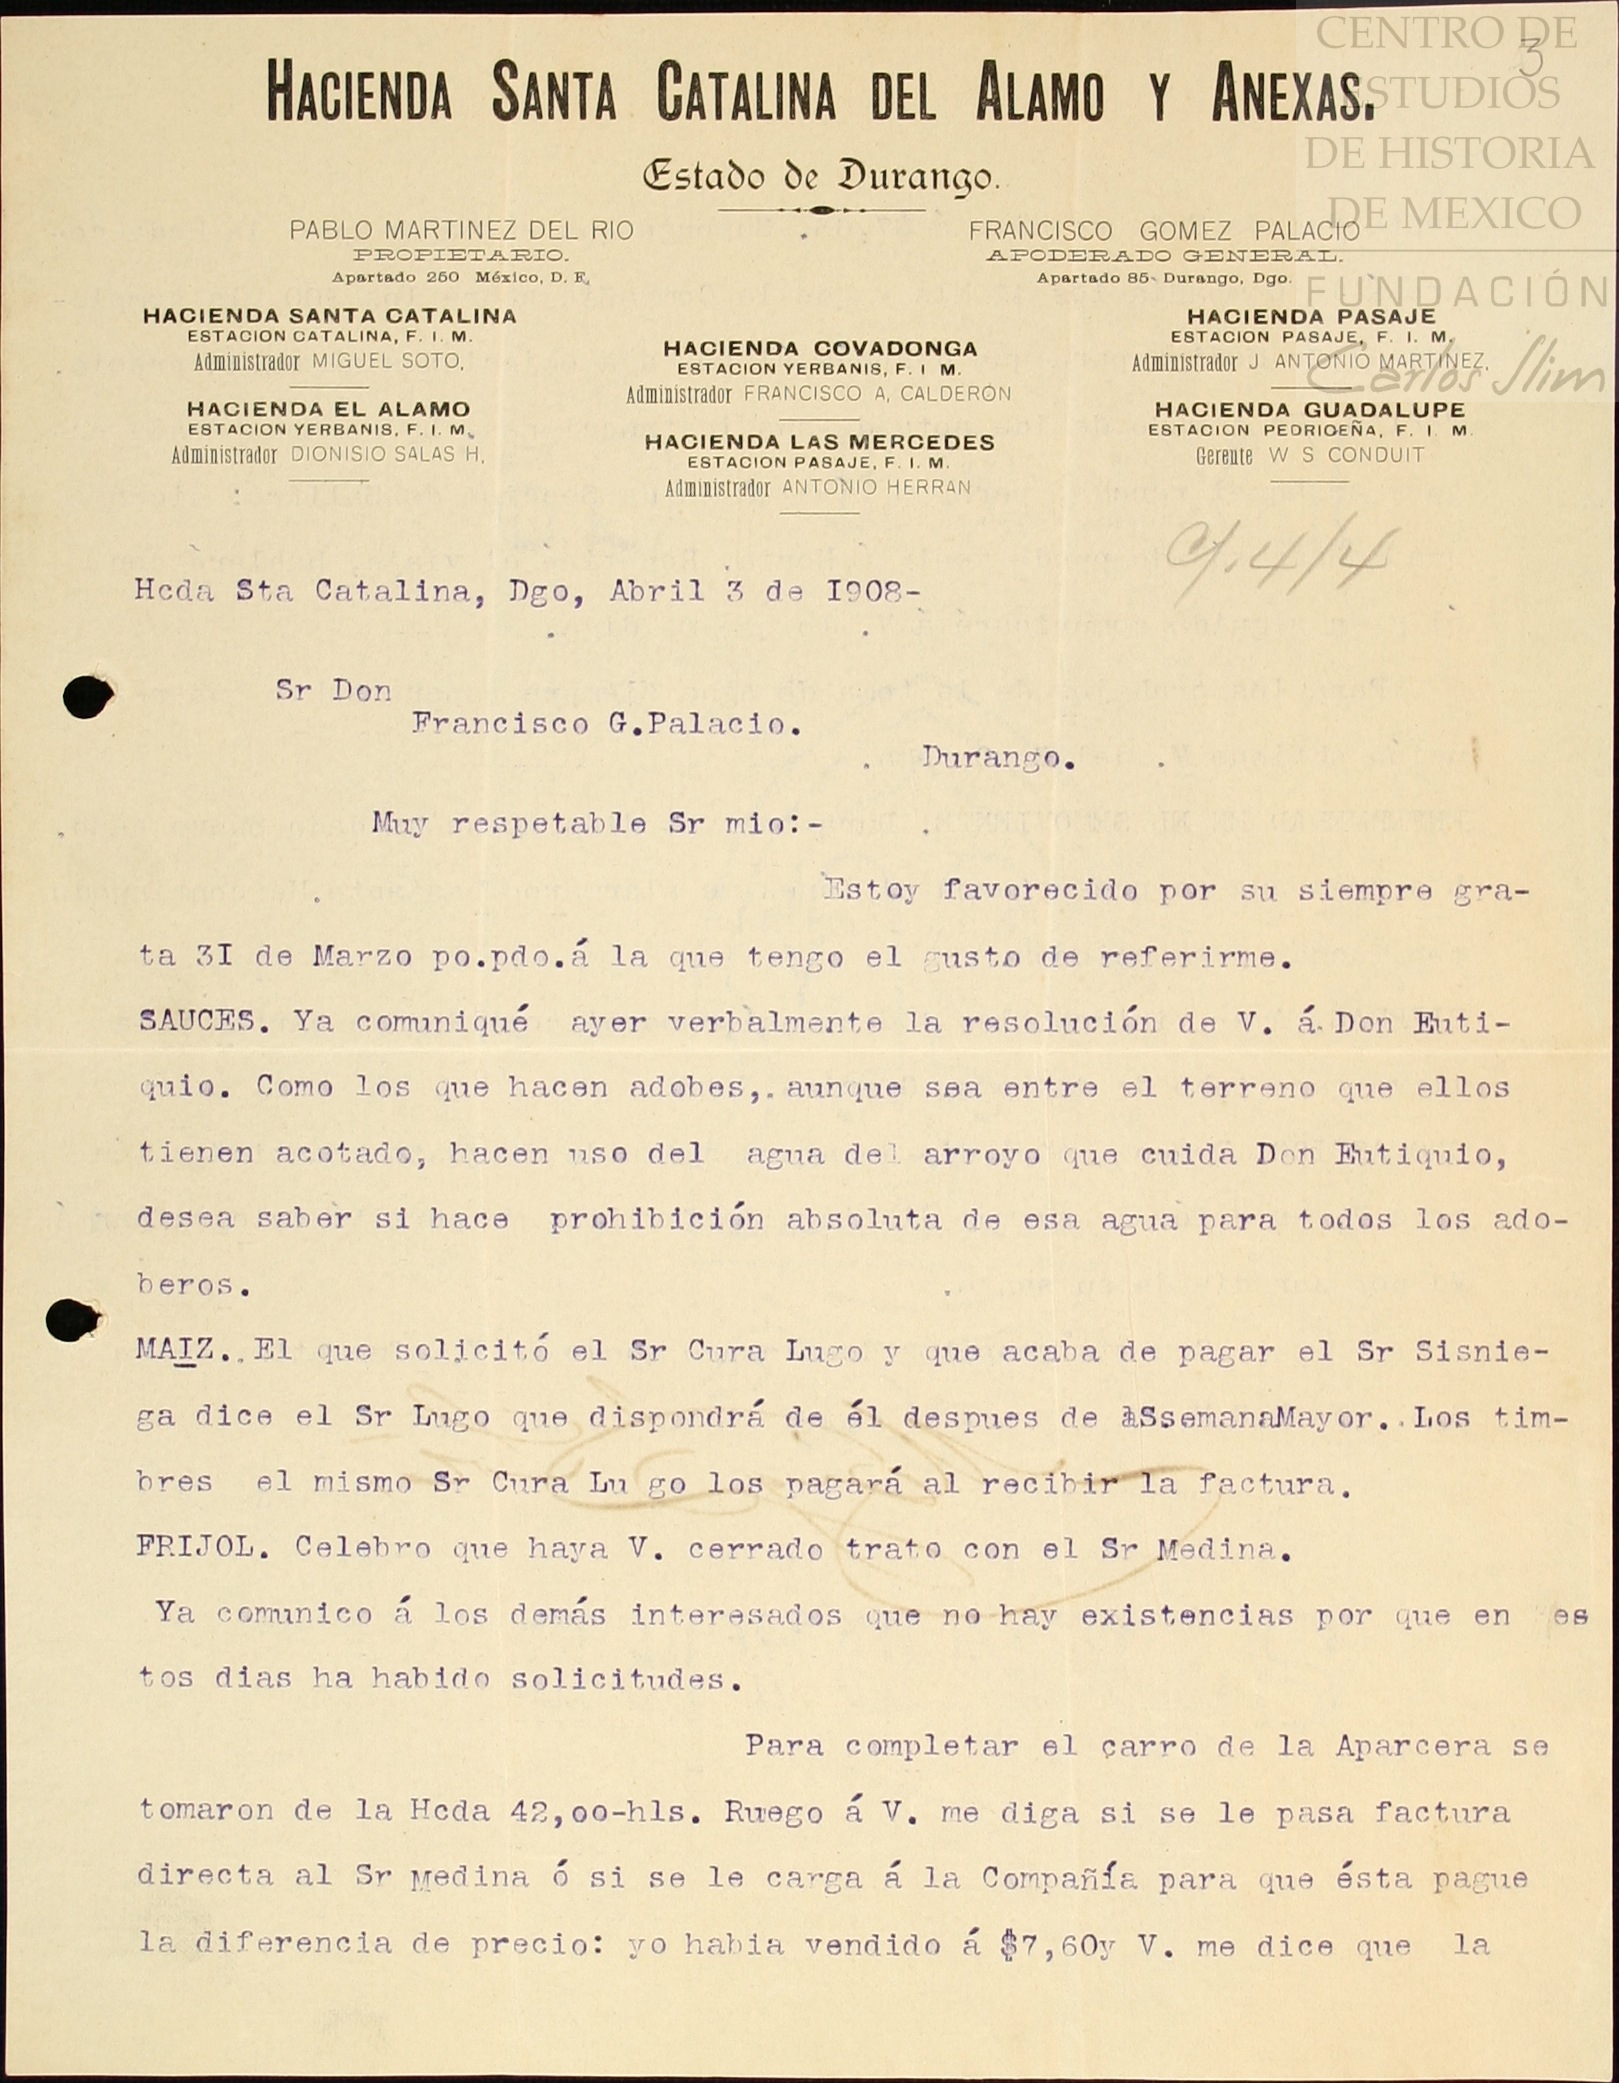 CENTRO DE
ESTUDIOS
DE HISTORIA
DE MEXICO
FUNDACIÓN
Carlos Slim
3
HACIENDA SANTA CATALINA DEL ALAMO Y ANEXAS.
Estado de Durango.
PABLO MARTINEZ DEL RIO
PROPIETARIO.
Apartado 250 México, D. F.
FRANCISCO GOMEZ PALACIO
APODERADO GENERAL.
Apartado 85- Durango, Dgo.
HACIENDA SANTA CATALINA
ESTACION CATALINA, F. I. M.
Administrador MIGUEL SOTO,
HACIENDA EL ALAMO
ESTACION YERBANIS, F. I. M.
Administrador DIONISIO SALAS H,
HACIENDA COVADONGA
ESTACION YERBANIS, F. I M.
Administrador FRANCISCO A, CALDERON
HACIENDA LAS MERCEDES
ESTACION PASAJE, F. I. M.
Administrador ANTONIO HERRAN
HACIENDA PASAJE
ESTACION PASAJE, F. I. M.
Administrador J ANTONIO MARTINEZ.
HACIENDA GUADALUPE
ESTACION PEDRICEÑA, F. I. M.
Gerente W S CONDUIT
C/. 4/4
Hcda Sta Catalina, Dgo, Abril 3 de I908-
Sr Don
Francisco G.Palacio.
Durango.
Muy respetable Sr mio:-
Estoy favorecido por su siempre gra-
ta 3I de Marzo po.pdo.á la que tengo el gusto de referirme.
SAUCES. Ya comuniqué ayer verbalmente la resolución de V. á Don Euti-
quio. Como los que hacen adobes,. aunque sea entre el terreno que ellos
tienen acotado, hacen uso del agua del arroyo que cuida Don Eutiquio,
desea saber si hace prohibición absoluta de esa agua para todos los ado-
beros.
MAIZ.. El que solicitó el Sr Cura Lugo y que acaba de pagar el Sr Sisnie-
ga dice el Sr Lugo que dispondrá de él despues de SsemanaMayor.. Los tim-
bres el mismo Sr Cura Lu go los pagará al recibir la factura.
FRIJOL. Celebro que haya V. cerrado trato con el Sr Medina.
Ya comunico á los demás interesados que no hay existencias por que en es
tos dias ha habido solicitudes.
Para completar el carro de la Aparcera se
tomaron de la Hcda 42,oo-hls. Ruego á V. me diga si se le pasa factura
directa al Sr Medina ó si se le carga á la Compañía para que ésta pague
la diferencia de precio: yo habia vendido á $7,60y V. me dice que la